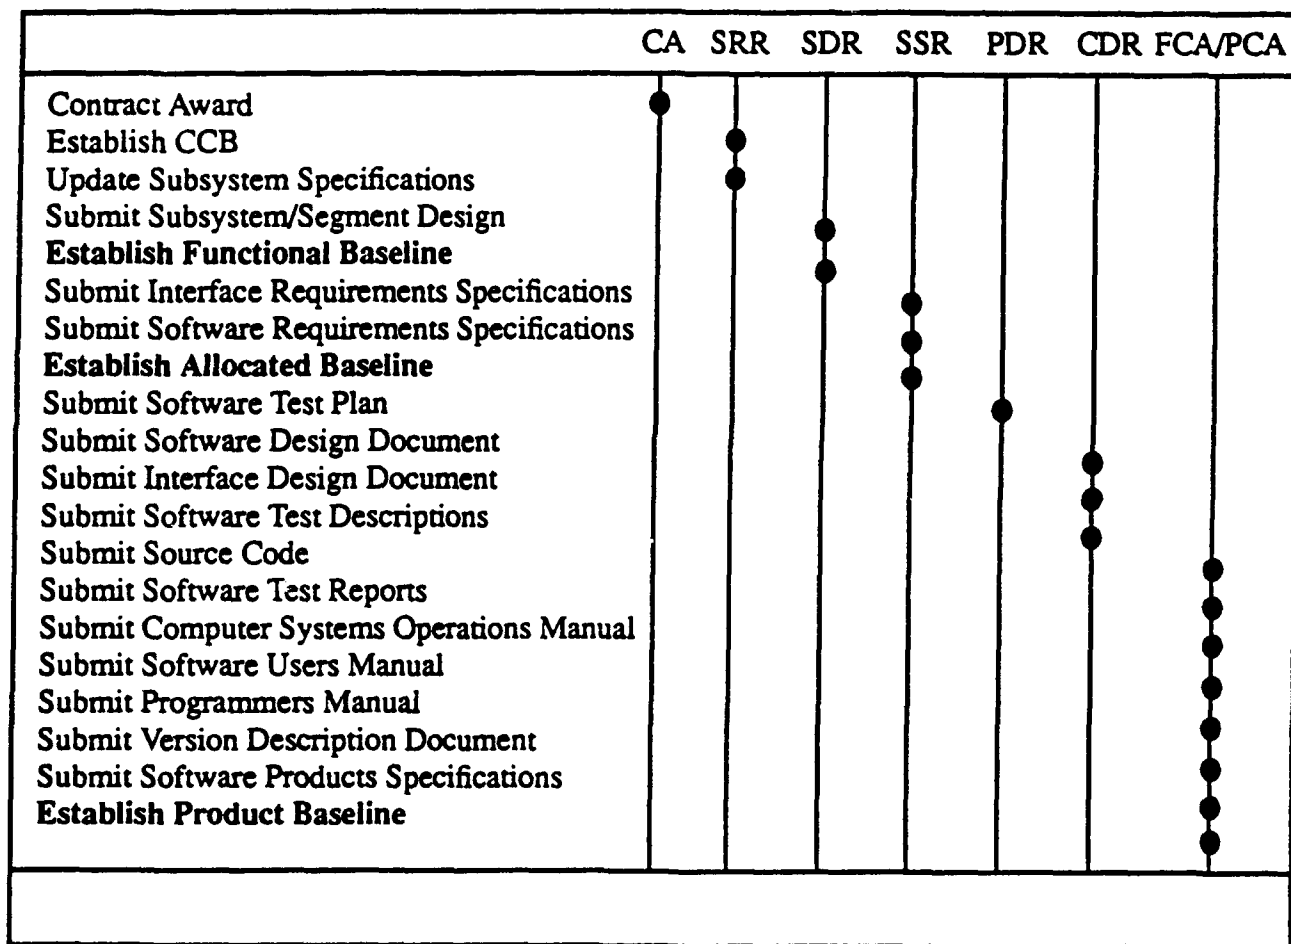 CA SRR SDR SSR PDR CDR FCA/PCA
Contract Award
Establish CCB
Update Subsystem Specifications
Submit Subsystem/Segment Design
Establish Functional Baseline
Submit Interface Requirements Specifications
Submit Software Requirements Specifications
Establish Allocated Baseline
Submit Software Test Plan
Submit Software Design Document
Submit Interface Design Document
Submit Software Test Descriptions
Submit Source Code
Submit Software Test Reports
Submit Computer Systems Operations Manual
Submit Software Users Manual
Submit Programmers Manual
Submit Version Description Document
Submit Software Products Specifications
Establish Product Baseline